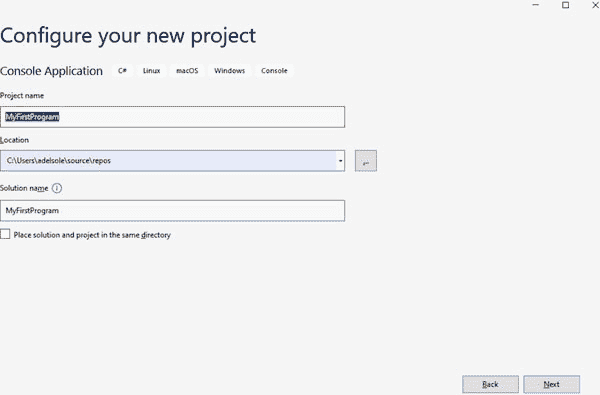 Configure your new project
Console Application C# Linux macOS Windows Console
Project name
MyFirstProgram
Location
C:\Users\adelsole\source\repos
...
Solution name
MyFirstProgram
Place solution and project in the same directory
Back Next